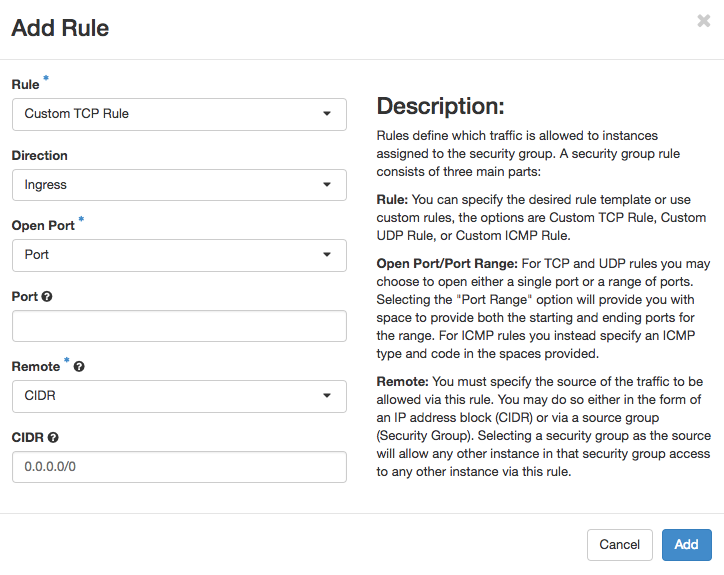 Add Rule
×
Rule *
Custom TCP Rule
Direction
Ingress
Open Port *
Port
Port ?
Remote * ?
CIDR
CIDR ?
0.0.0.0/0
Description:
Rules define which traffic is allowed to instances
assigned to the security group. A security group rule
consists of three main parts:
Rule: You can specify the desired rule template or use
custom rules, the options are Custom TCP Rule, Custom
UDP Rule, or Custom ICMP Rule.
Open Port/Port Range: For TCP and UDP rules you may
choose to open either a single port or a range of ports.
Selecting the "Port Range" option will provide you with
space to provide both the starting and ending ports for
the range. For ICMP rules you instead specify an ICMP
type and code in the spaces provided.
Remote: You must specify the source of the traffic to be
allowed via this rule. You may do so either in the form of
an IP address block (CIDR) or via a source group
(Security Group). Selecting a security group as the source
will allow any other instance in that security group access
to any other instance via this rule.
Cancel
Add